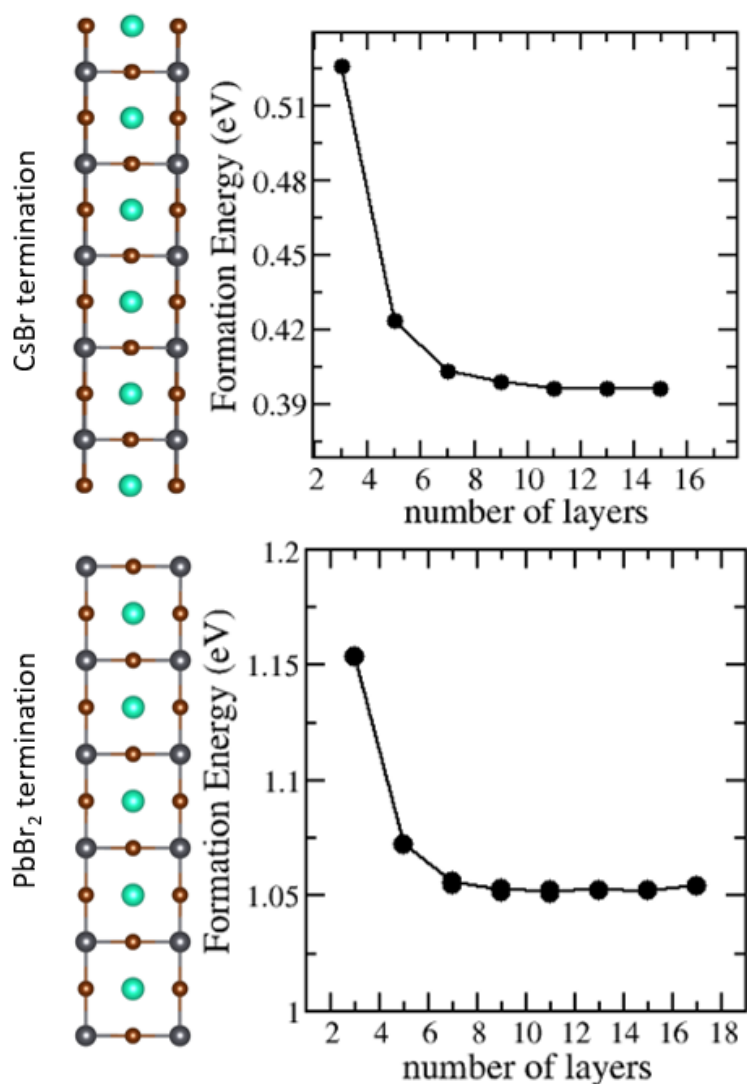 CsBr termination
Formation Energy (eV)
0.51
0.48
0.45
0.42
0.39
2 4 6 8 10 12 14 16
number of layers
PbBr₂ termination
Formation Energy (eV)
1.2
1.15
1.1
1.05
1
2 4 6 8 10 12 14 16 18
number of layers